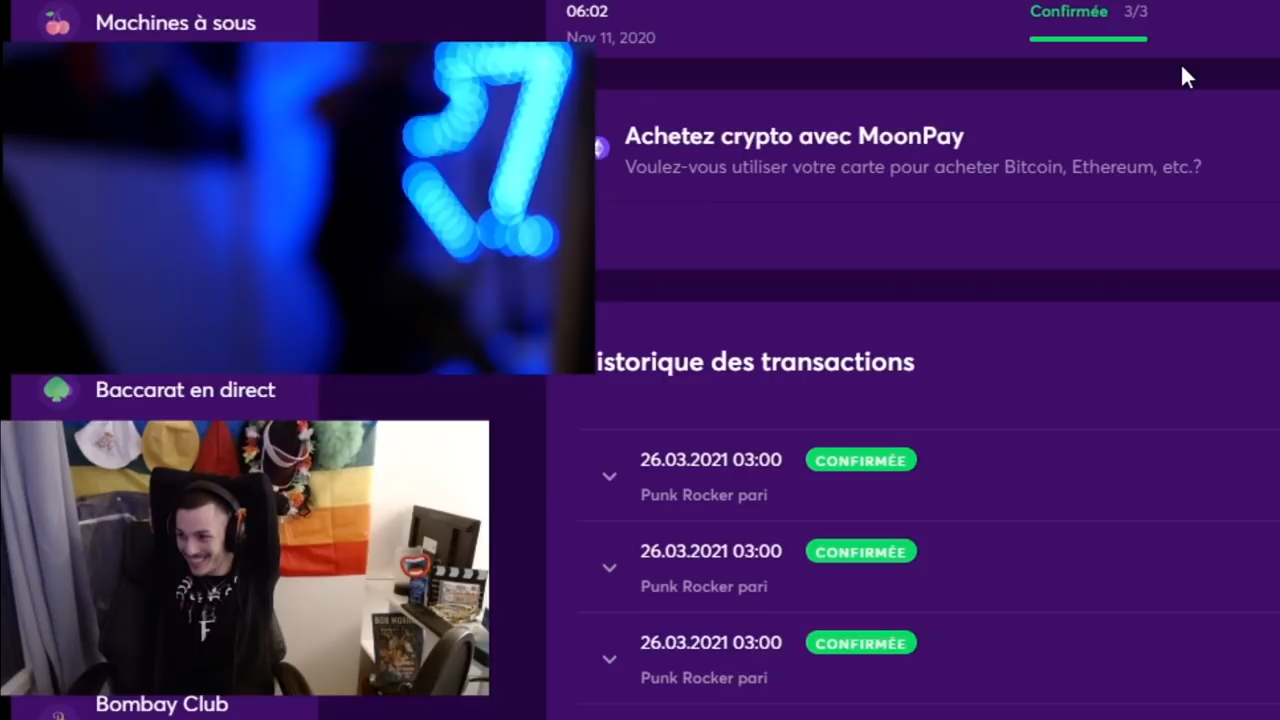 Machines à sous
06:02
Nov 11, 2020
Confirmée 3/3
Achetez crypto avec MoonPay
Voulez-vous utiliser votre carte pour acheter Bitcoin, Ethereum, etc.?
istorique des transactions
Baccarat en direct
26.03.2021 03:00 CONFIRMÉE
Punk Rocker pari
26.03.2021 03:00 CONFIRMÉE
Punk Rocker pari
26.03.2021 03:00 CONFIRMÉE
Punk Rocker pari
Bombay Club